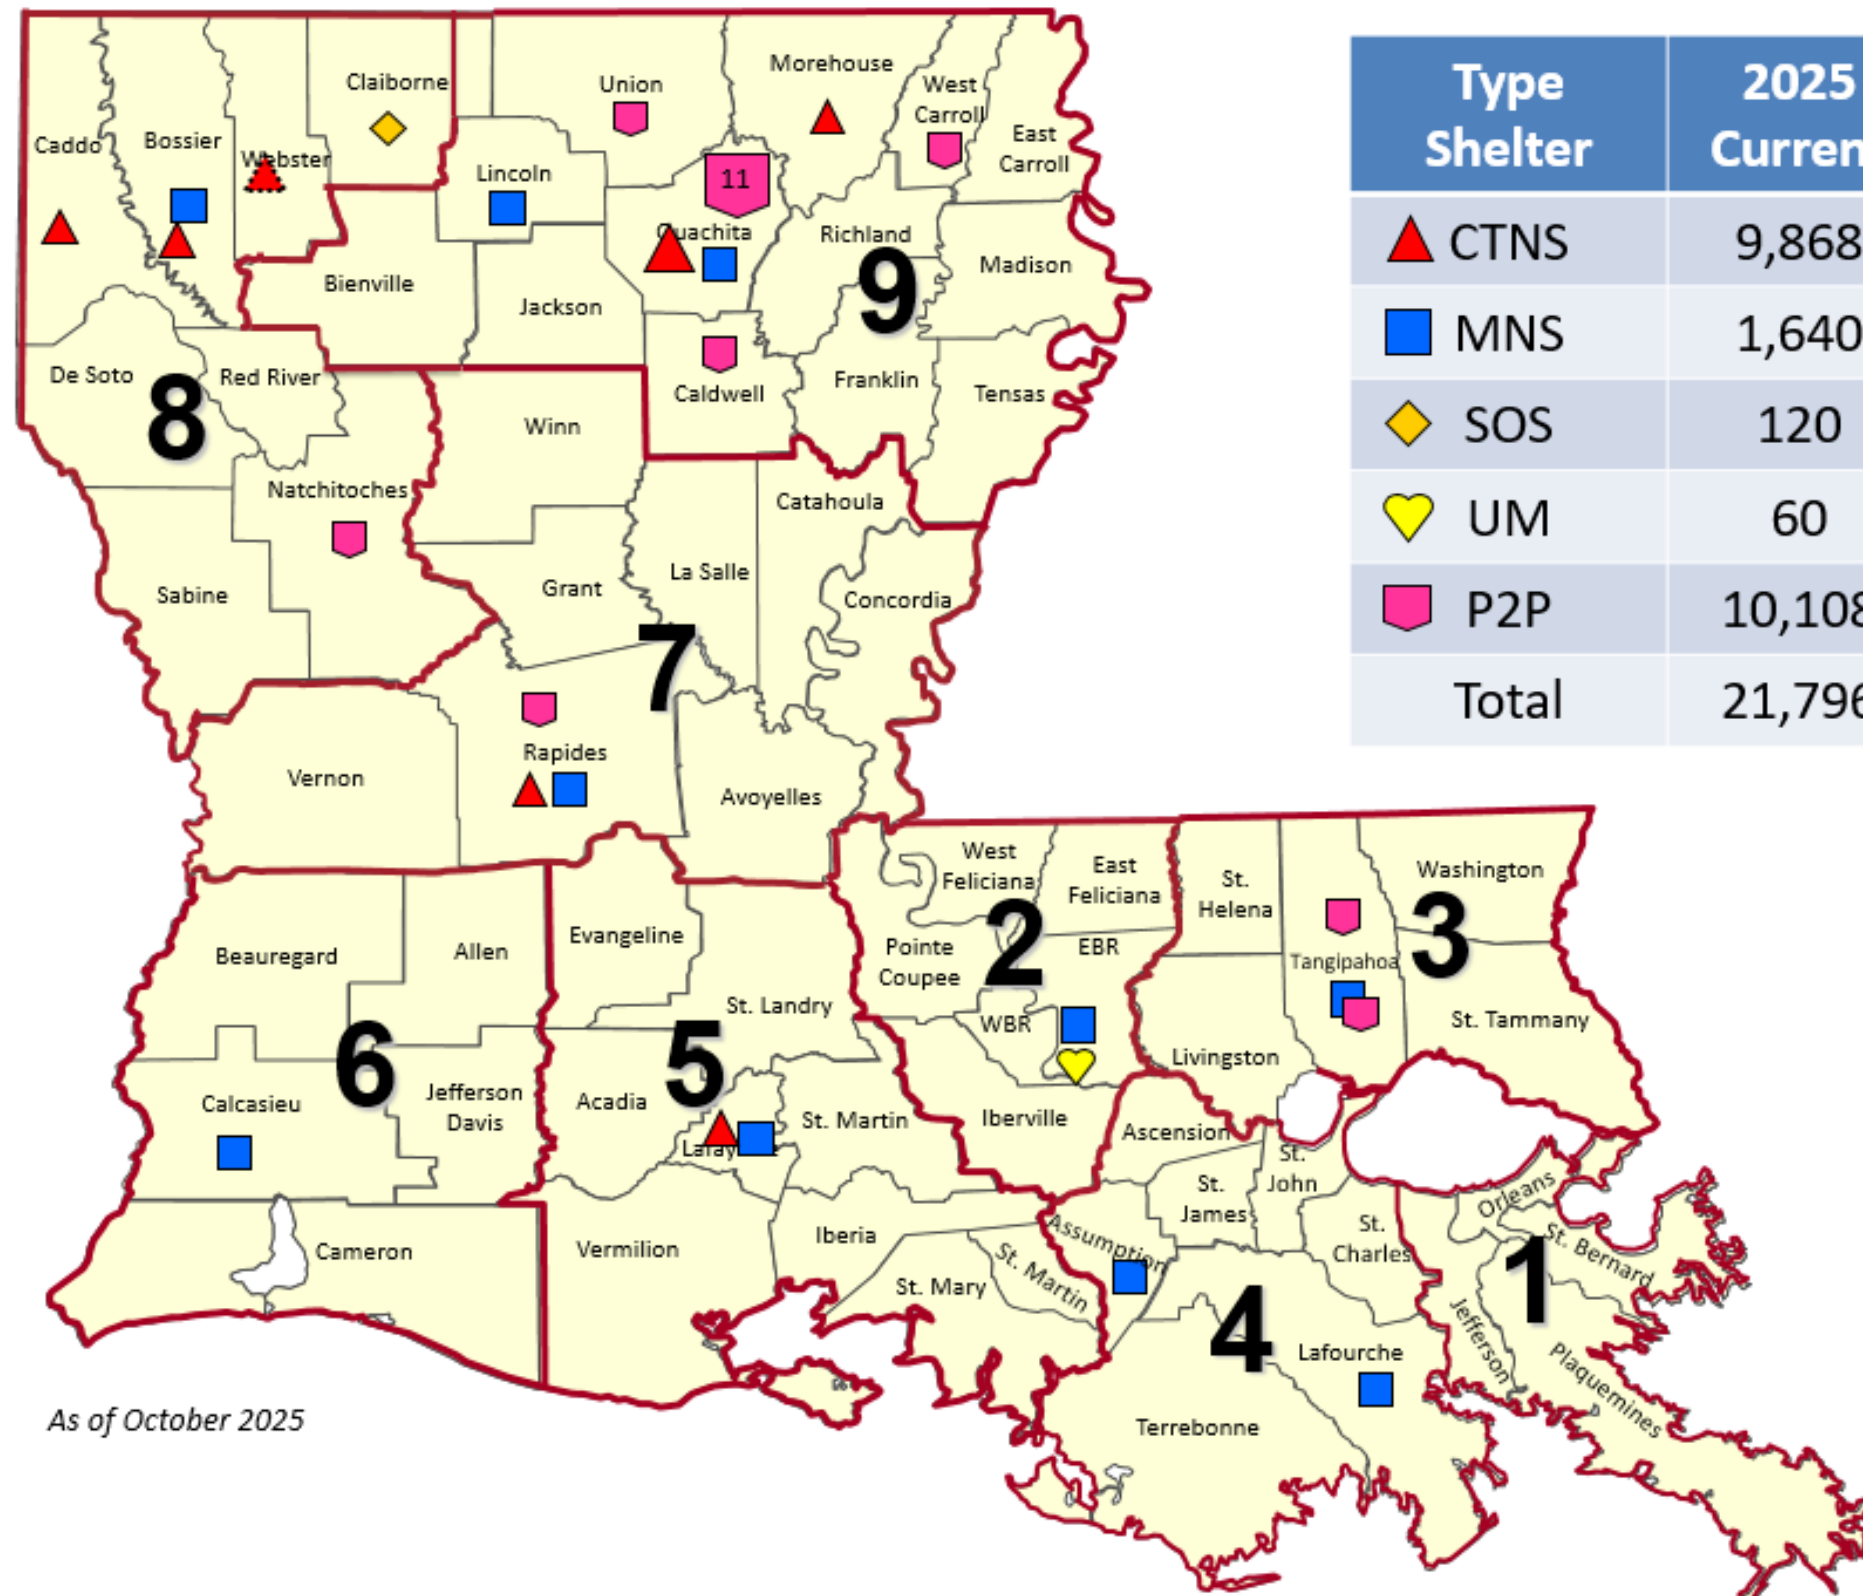 Type
Shelter
2025
Curren
CTNS 9,868
MNS 1,640
SOS 120
UM 60
P2P 10,108
Total 21,796
Morehouse
Claiborne
Union
West
Carroll
Caddo
Bossier
Webster
East
Carroll
Lincoln
11
Ouachita
Richland
Madison
9
Bienville
Jackson
De Soto
Red River
Caldwell
Franklin
Tensas
8
Winn
Natchitoches
Catahoula
Sabine
Grant
La Salle
Concordia
7
Rapides
Vernon
Avoyelles
West
Feliciana
East
Feliciana
St.
Helena
Washington
Beauregard
Allen
Evangeline
Pointe
Coupee
2
EBR
3
Tangipahoa
St. Landry
WBR
St. Tammany
6
5
Livingston
Calcasieu
Jefferson
Davis
Acadia
St. Martin
Iberville
Ascension
Lafay e
St.
John
St.
James
Orleans
Cameron
Vermilion
Iberia
Assumption
St.
Charles
St. Bernard
1
St. Mary
St. Martin
4
Jefferson
Lafourche
Plaquemines
Terrebonne
As of October 2025